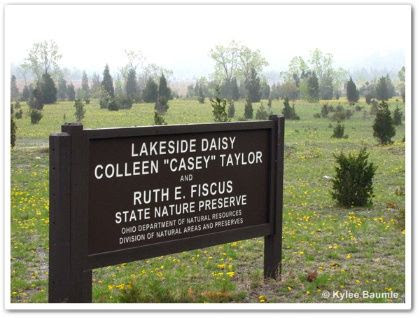 LAKESIDE DAISY
COLLEEN "CASEY" TAYLOR
AND
RUTH E. FISCUS
STATE NATURE PRESERVE
OHIO DEPARTMENT OF NATURAL RESOURCES
DIVISION OF NATURAL AREAS AND PRESERVES
© Kylee Baumle